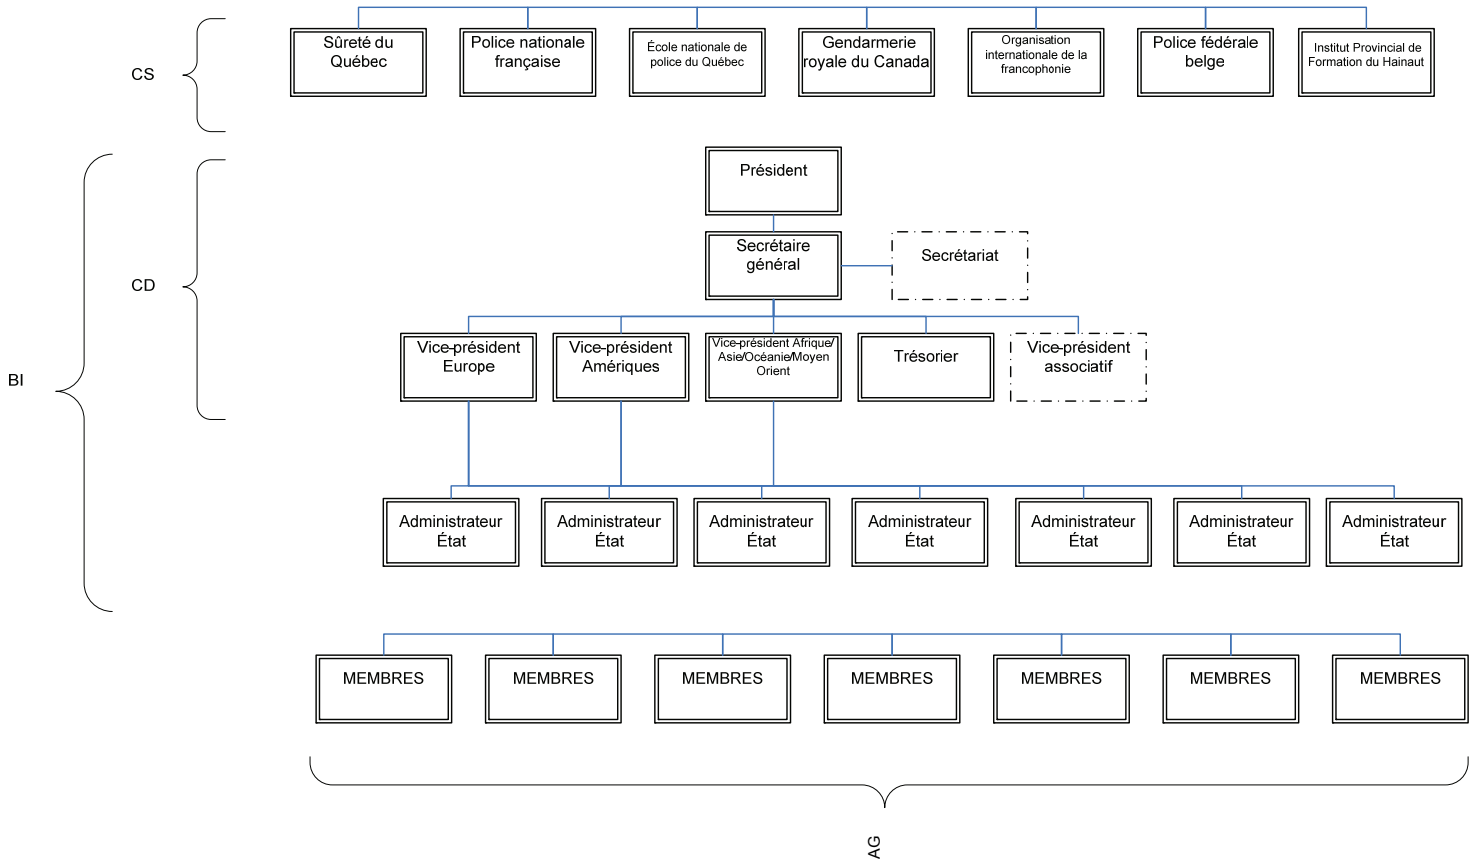 Sûreté du
Québec
Police nationale
française
École nationale de
police du Québec
Gendarmerie
royale du Canada
Organisation
internationale de la
francophonie
Police fédérale
belge
Institut Provincial de
Formation du Hainaut
CS
Président
Secrétaire
général
Secrétariat
CD
Vice-président
Europe
Vice-président
Amériques
Vice-président Afrique/
Asie/Océanie/Moyen
Orient
Trésorier
Vice-président
associatif
BI
Administrateur
État
Administrateur
État
Administrateur
État
Administrateur
État
Administrateur
État
Administrateur
État
Administrateur
État
MEMBRES
MEMBRES
MEMBRES
MEMBRES
MEMBRES
MEMBRES
MEMBRES
AG